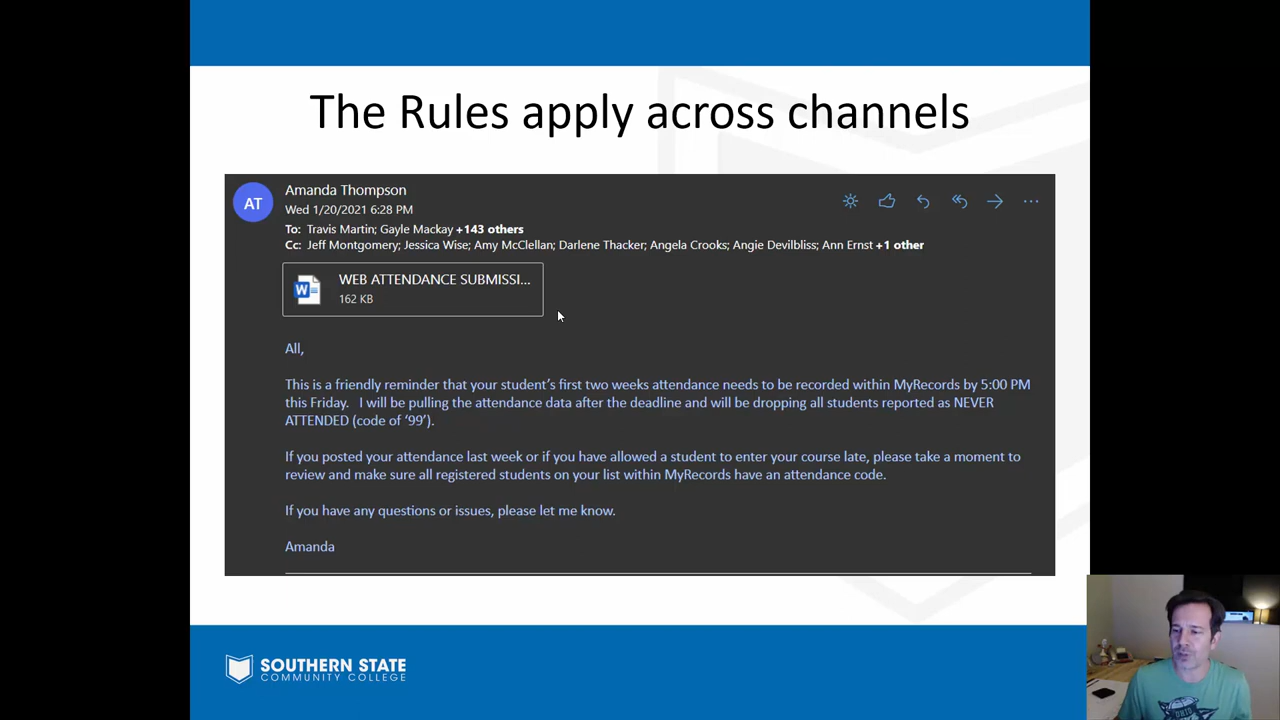 The Rules apply across channels
AT
Amanda Thompson
Wed 1/20/2021 6:28 PM
To: Travis Martin; Gayle Mackay +143 others
Cc: Jeff Montgomery; Jessica Wise; Amy McClellan; Darlene Thacker; Angela Crooks; Angie Devilbliss; Ann Ernst +1 other
W
WEB ATTENDANCE SUBMISSI...
162 KB
All,
This is a friendly reminder that your student's first two weeks attendance needs to be recorded within MyRecords by 5:00 PM
this Friday. I will be pulling the attendance data after the deadline and will be dropping all students reported as NEVER
ATTENDED (code of '99').
If you posted your attendance last week or if you have allowed a student to enter your course late, please take a moment to
review and make sure all registered students on your list within MyRecords have an attendance code.
If you have any questions or issues, please let me know.
Amanda
SOUTHERN STATE
COMMUNITY COLLEGE